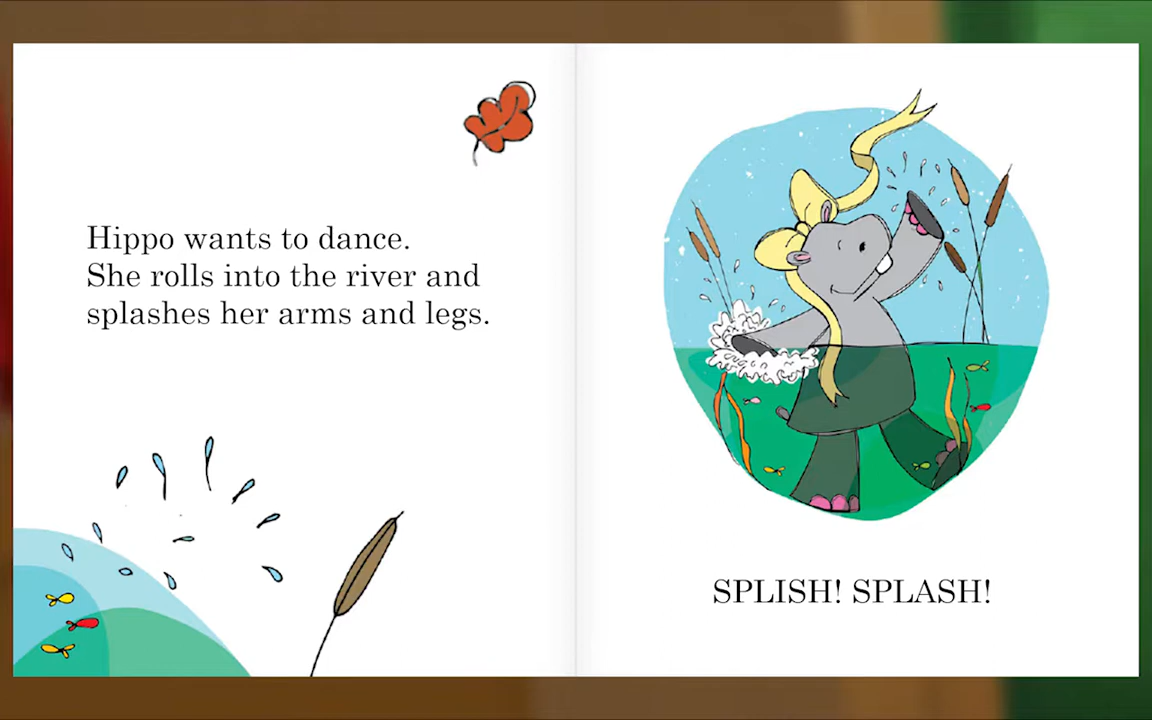 Hippo wants to dance.
She rolls into the river and
splashes her arms and legs.
SPLISH! SPLASH!